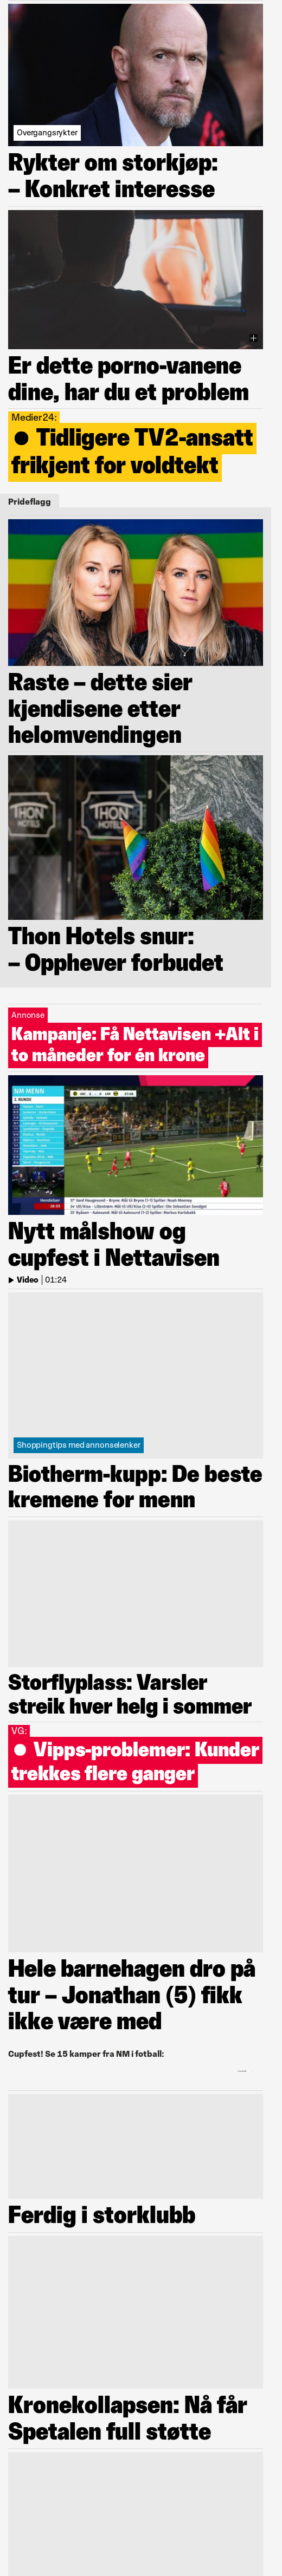 Overgangsrykter
Rykter om storkjøp:
– Konkret interesse
Er dette porno-vanene
dine, har du et problem
Medier24:
● Tidligere TV2-ansatt
frikjent for voldtekt
Prideflagg
Raste – dette sier
kjendisene etter
helomvendingen
THON
HOTELS
THON
HOTELS
Thon Hotels snur:
– Opphever forbudet
Annonse
Kampanje: Få Nettavisen +Alt i
to måneder for én krone
NM MENN
2. RUNDE
Nytt målshow og
cupfest i Nettavisen
Video | 01:24
Shoppingtips med annonselenker
Biotherm-kupp: De beste
kremene for menn
Storflyplass: Varsler
streik hver helg i sommer
VG:
● Vipps-problemer: Kunder
trekkes flere ganger
Hele barnehagen dro på
tur – Jonathan (5) fikk
ikke være med
Cupfest! Se 15 kamper fra NM i fotball:
Ferdig i storklubb
Kronekollapsen: Nå får
Spetalen full støtte